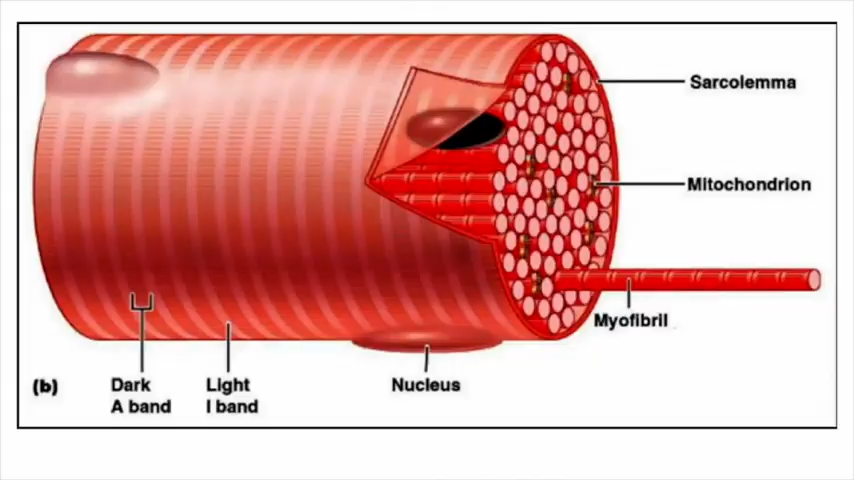 Sarcolemma
Mitochondrion
Myofibril
(b)
Dark
A band
Light
I band
Nucleus